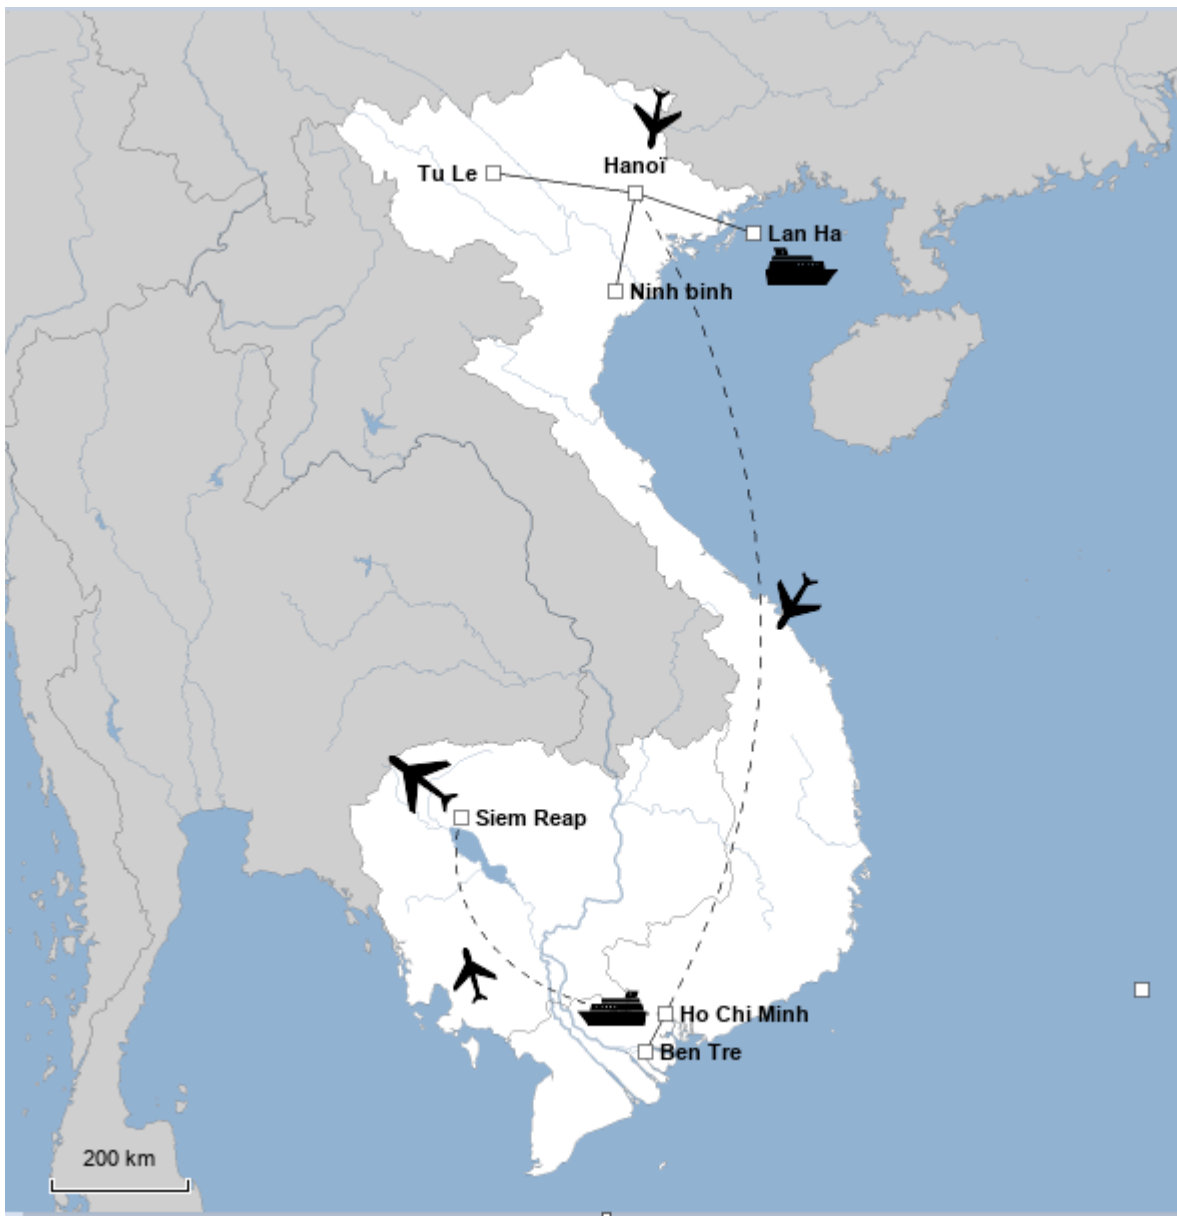 Hanoï
Tu Le
Lan Ha
Ninh binh
Siem Reap
Ho Chi Minh
Ben Tre
200 km